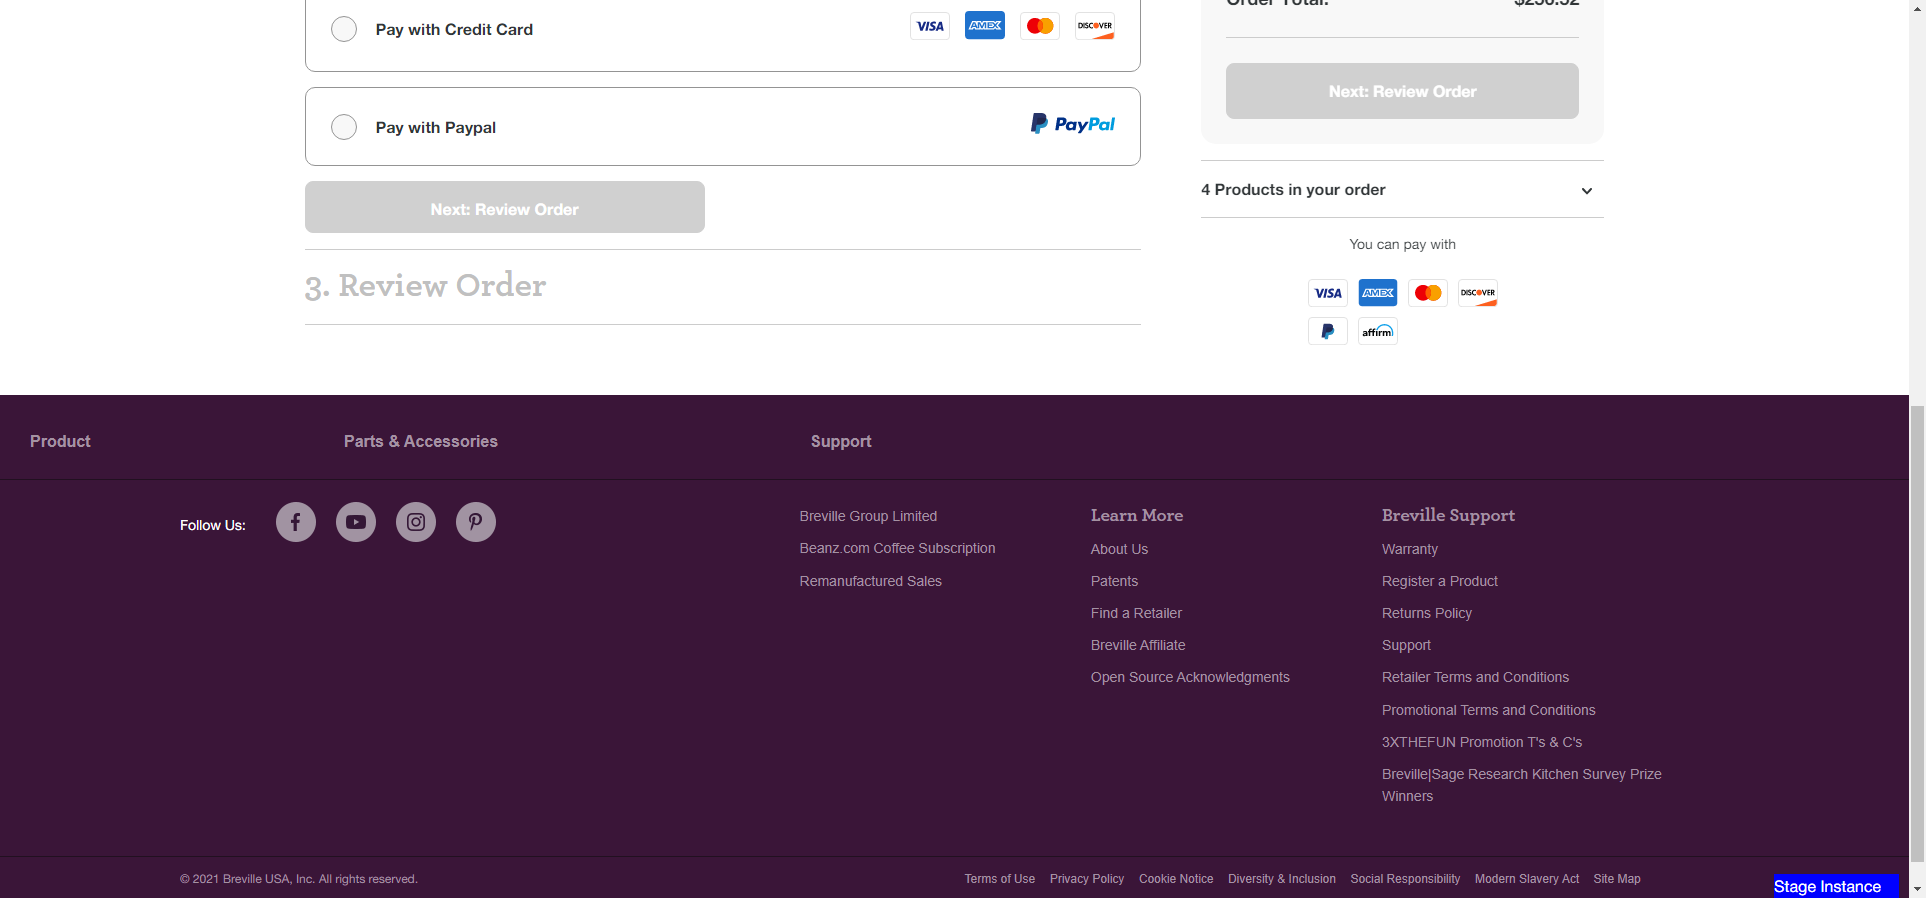 Pay with Credit Card
VISA
AMEX
DISCOVER
Pay with Paypal
PayPal
Next: Review Order
3. Review Order
Order Total:
Next: Review Order
4 Products in your order
You can pay with
VISA
AMEX
DISCOVER
affirm
Product
Parts & Accessories
Support
Follow Us:
Breville Group Limited
Beanz.com Coffee Subscription
Remanufactured Sales
Learn More
About Us
Patents
Find a Retailer
Breville Affiliate
Open Source Acknowledgments
Breville Support
Warranty
Register a Product
Returns Policy
Support
Retailer Terms and Conditions
Promotional Terms and Conditions
3XTHEFUN Promotion T's & C's
Breville|Sage Research Kitchen Survey Prize
Winners
© 2021 Breville USA, Inc. All rights reserved.
Terms of Use
Privacy Policy
Cookie Notice
Diversity & Inclusion
Social Responsibility
Modern Slavery Act
Site Map
Stage Instance